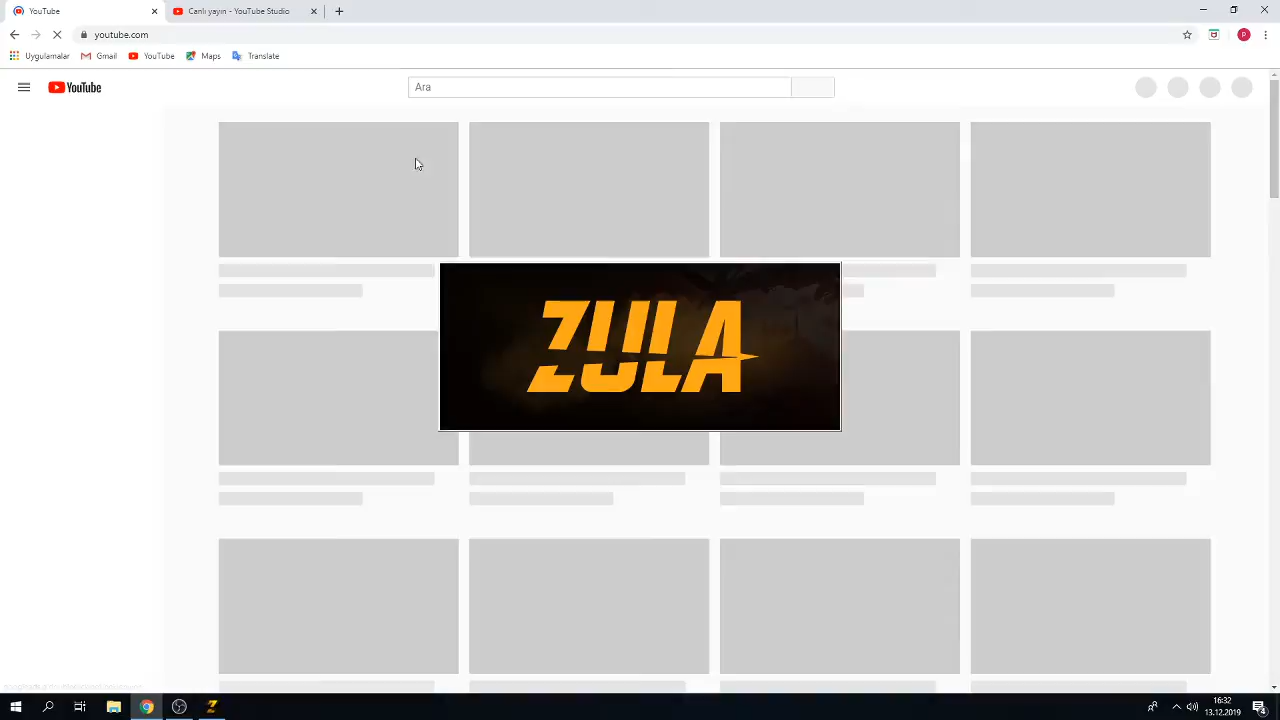 YouTube
Canlı yayın - YouTube Studio
youtube.com
P
Uygulamalar
Gmail
YouTube
Maps
Translate
YouTube
Ara
ZULA
16:32
13.12.2019